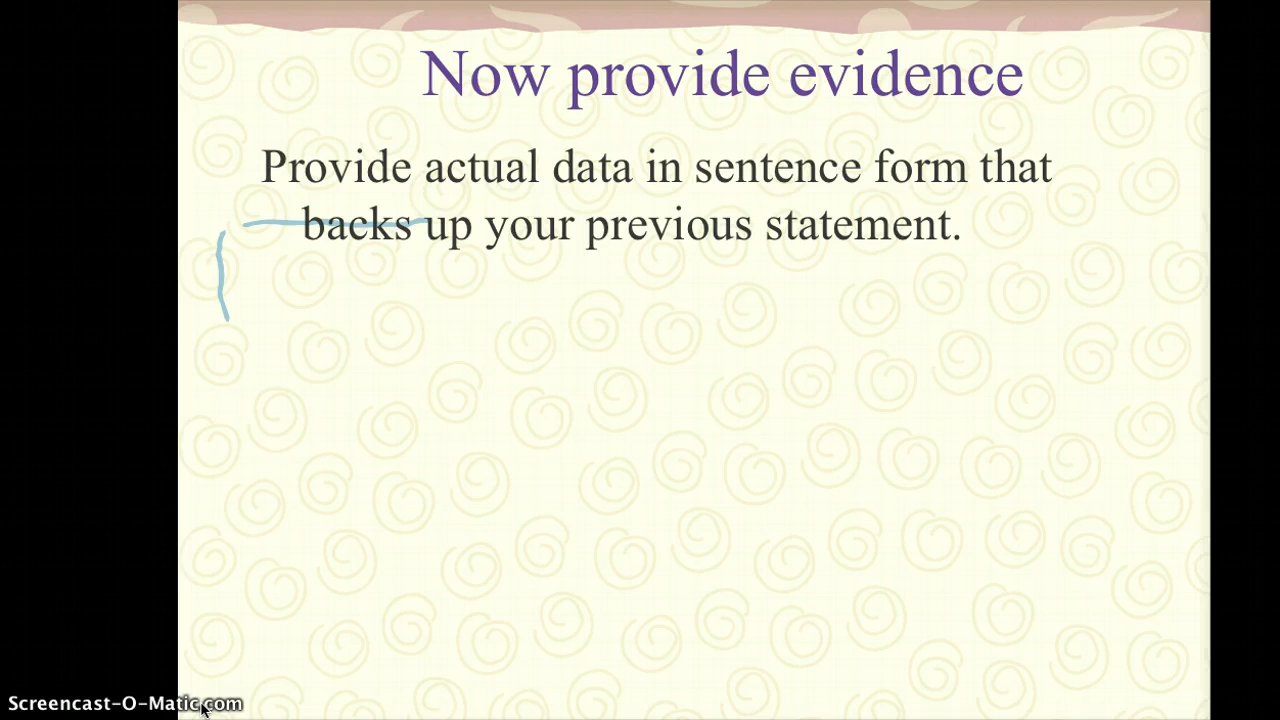 Now provide evidence
Provide actual data in sentence form that
backs up your previous statement.
Screencast-O-Matic.com